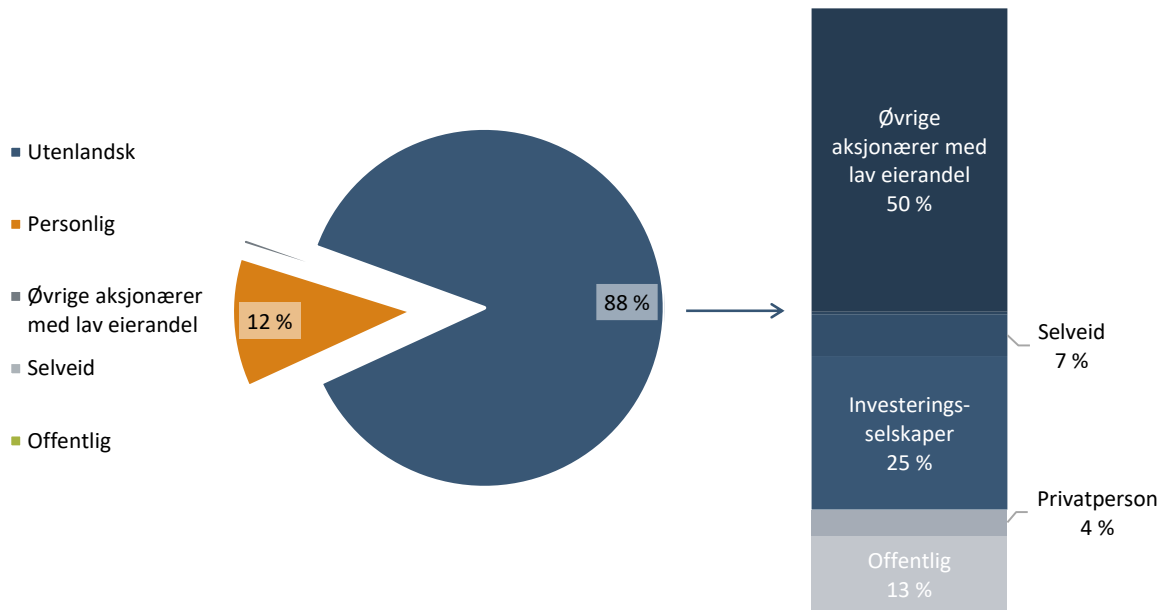 Utenlandsk
Personlig
Øvrige aksjonærer
med lav eierandel
Selveid
Offentlig
12 %
88 %
Øvrige
aksjonærer med
lav eierandel
50 %
Selveid
7 %
Investerings-
selskaper
25 %
Privatperson
4 %
Offentlig
13 %